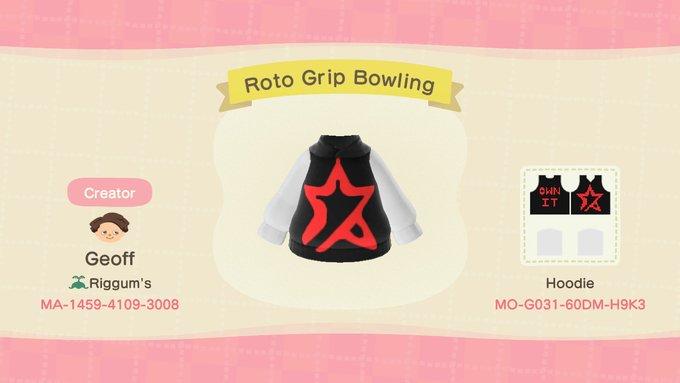 Roto Grip Bowling
Creator
Geoff
Riggum's
MA-1459-4109-3008
OWN
IT
Hoodie
MO-G031-60DM-H9K3